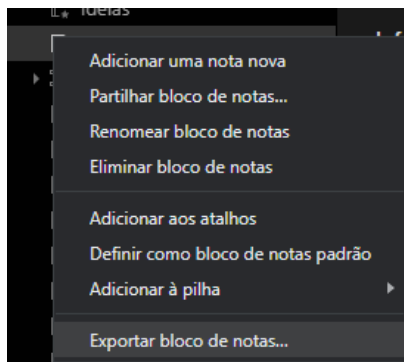 Ideias
Adicionar uma nota nova
Partilhar bloco de notas...
Renomear bloco de notas
Eliminar bloco de notas
Adicionar aos atalhos
Definir como bloco de notas padrão
Adicionar à pilha
Exportar bloco de notas...